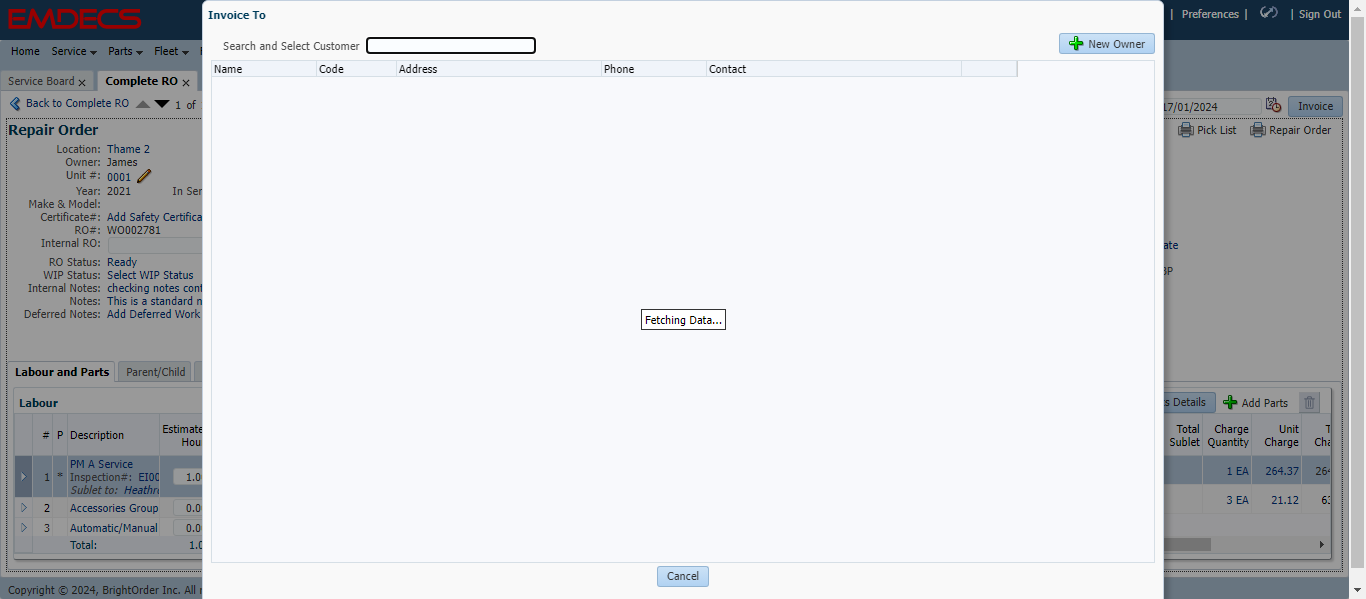 EMDECS
Invoice To
| Preferences | | Sign Out
Home Service Parts Fleet
Search and Select Customer
New Owner
Name Code Address Phone Contact
Service Board x Complete RO x
Back to Complete RO 1 of
17/01/2024 Invoice
Repair Order
Pick List Repair Order
Location: Thame 2
Owner: James
Unit #: 0001
Year: 2021 In Ser
Make & Model:
Certificate#: Add Safety Certifica
RO#: WO002781
Internal RO:
ate
RO Status: Ready
WIP Status: Select WIP Status
BP
Internal Notes: checking notes cont
Notes: This is a standard n
Deferred Notes: Add Deferred Work
Fetching Data...
Labour and Parts Parent/Child
Labour
s Details Add Parts
# P Description Estimate
Hou
Total
Sublet
Charge
Quantity
Unit
Charge
T
Cha
1 * PM A Service
Inspection#: EI00
Sublet to: Heathr
1.0
1 EA 264.37 264
2 Accessories Group 0.0
3 EA 21.12 63
3 Automatic/Manual 0.0
Total: 1.0
Cancel
Copyright © 2024, BrightOrder Inc. All r